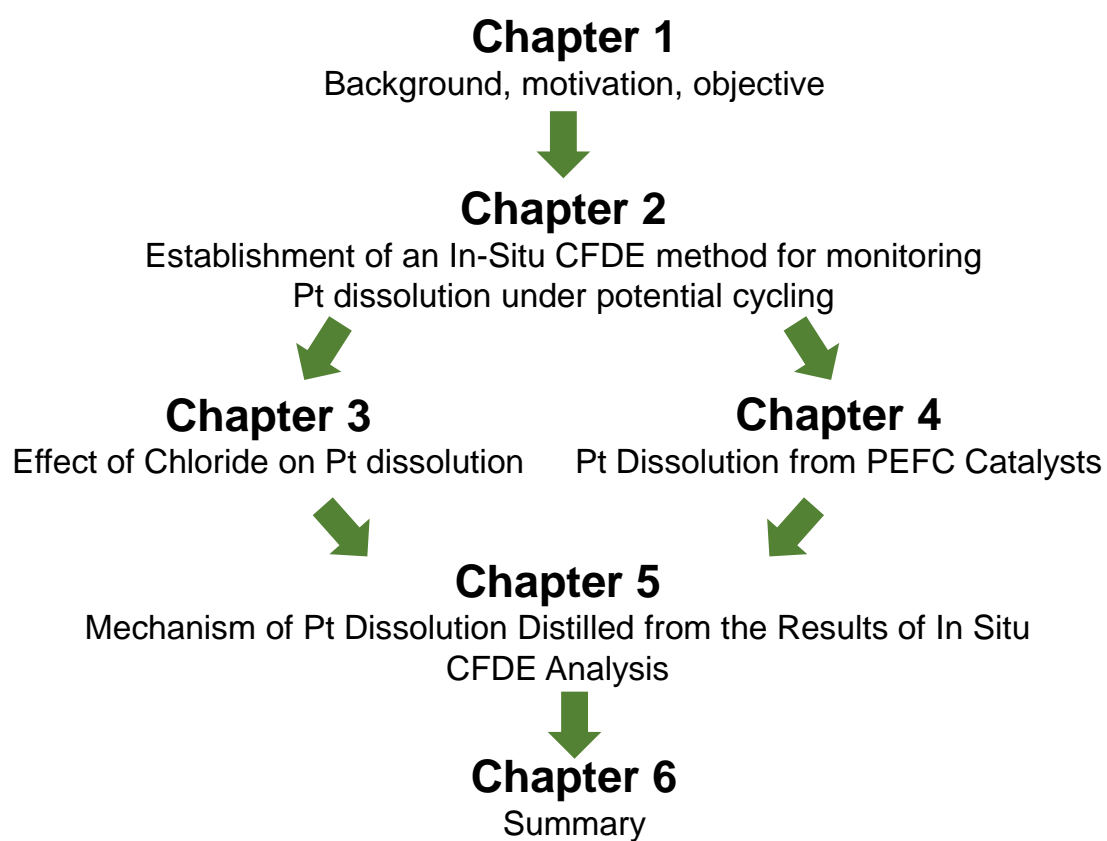 Chapter 1
Background, motivation, objective
Chapter 2
Establishment of an In-Situ CFDE method for monitoring
Pt dissolution under potential cycling
Chapter 3
Effect of Chloride on Pt dissolution
Chapter 4
Pt Dissolution from PEFC Catalysts
Chapter 5
Mechanism of Pt Dissolution Distilled from the Results of In Situ
CFDE Analysis
Chapter 6
Summary